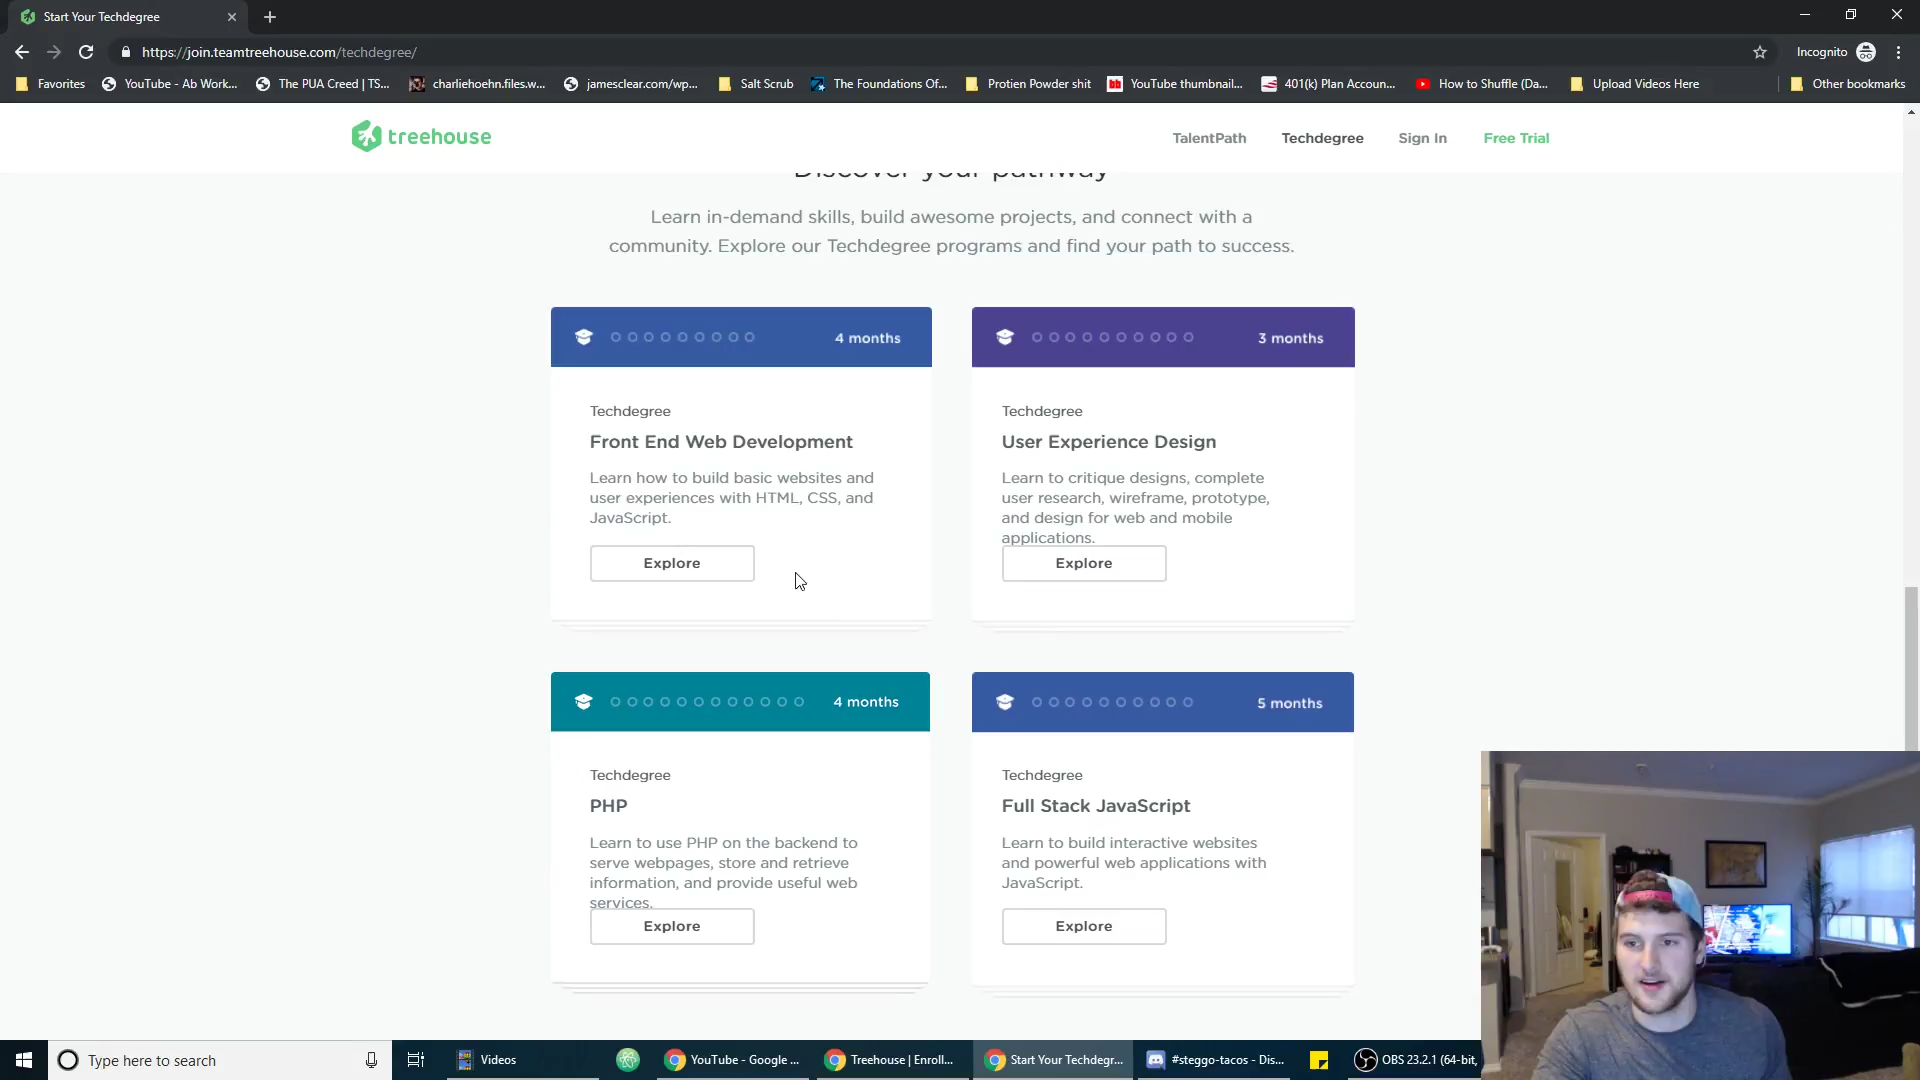 Start Your Techdegree
https://join.teamtreehouse.com/techdegree/
Incognito
Favorites
YouTube - Ab Work...
The PUA Creed | TS...
charliehoehn.files.w...
jamesclear.com/wp...
Salt Scrub
The Foundations Of...
Protien Powder shit
YouTube thumbnail...
401(k) Plan Accoun...
How to Shuffle (Da...
Upload Videos Here
Other bookmarks
treehouse
TalentPath
Techdegree
Sign In
Free Trial
Discover your pathway
Learn in-demand skills, build awesome projects, and connect with a
community. Explore our Techdegree programs and find your path to success.
4 months
Techdegree
Front End Web Development
Learn how to build basic websites and
user experiences with HTML, CSS, and
JavaScript.
Explore
3 months
Techdegree
User Experience Design
Learn to critique designs, complete
user research, wireframe, prototype,
and design for web and mobile
applications.
Explore
4 months
Techdegree
PHP
Learn to use PHP on the backend to
serve webpages, store and retrieve
information, and provide useful web
services.
Explore
5 months
Techdegree
Full Stack JavaScript
Learn to build interactive websites
and powerful web applications with
JavaScript.
Explore
Type here to search
Videos
YouTube - Google ...
Treehouse | Enroll...
Start Your Techdegr...
#steggo-tacos - Dis...
OBS 23.2.1 (64-bit,